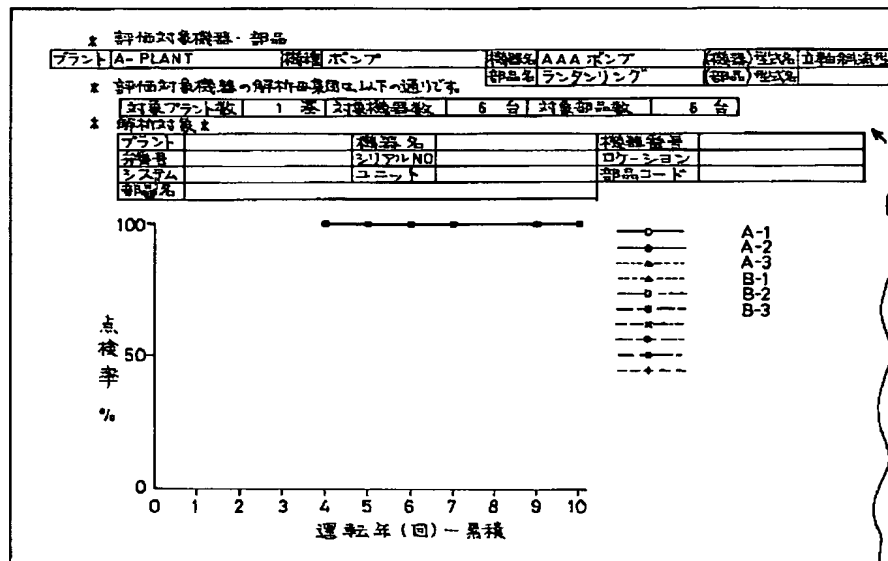 * 評価対象機器・部品
プラント A-PLANT 機種 ポンプ 機器名 AAAポンプ (機器)型式名 立軸斜流型
部品名 ランタンリング (部品)型式名
* 評価対象機器の解析母集団は以下の通りです。
対象プラント数 1 基 対象機器数 6 台 対象部品数 6 台
* 解析対象 *
プラント 機器名 機器番号
分番号 シリアルNO ロケーション
システム ユニット 部品コード
部品名
100
50
0
点検率 %
0 1 2 3 4 5 6 7 8 9 10
運転年(回)-累積
A-1
A-2
A-3
B-1
B-2
B-3